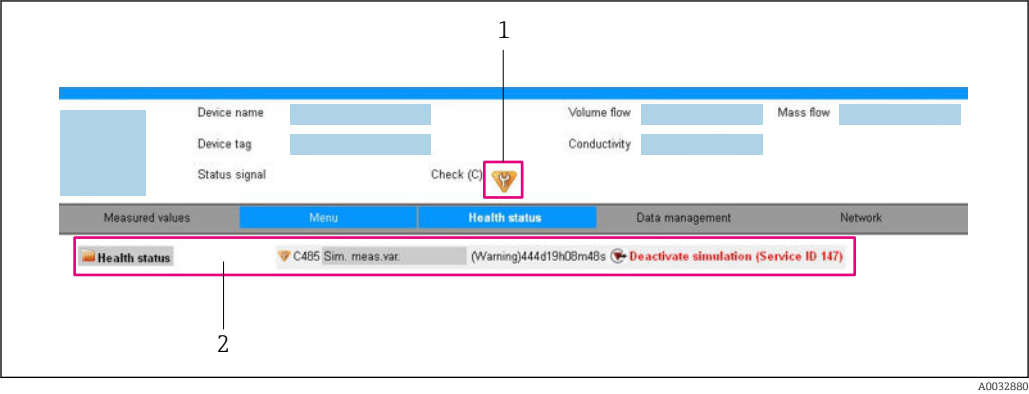 1
Device name Volume flow Mass flow
Device tag Conductivity
Status signal Check (C)
Measured values Menu Health status Data management Network
Health status C485 Sim. meas.var. (Warning)444d19h08m48s Deactivate simulation (Service ID 147)
2
A0032880